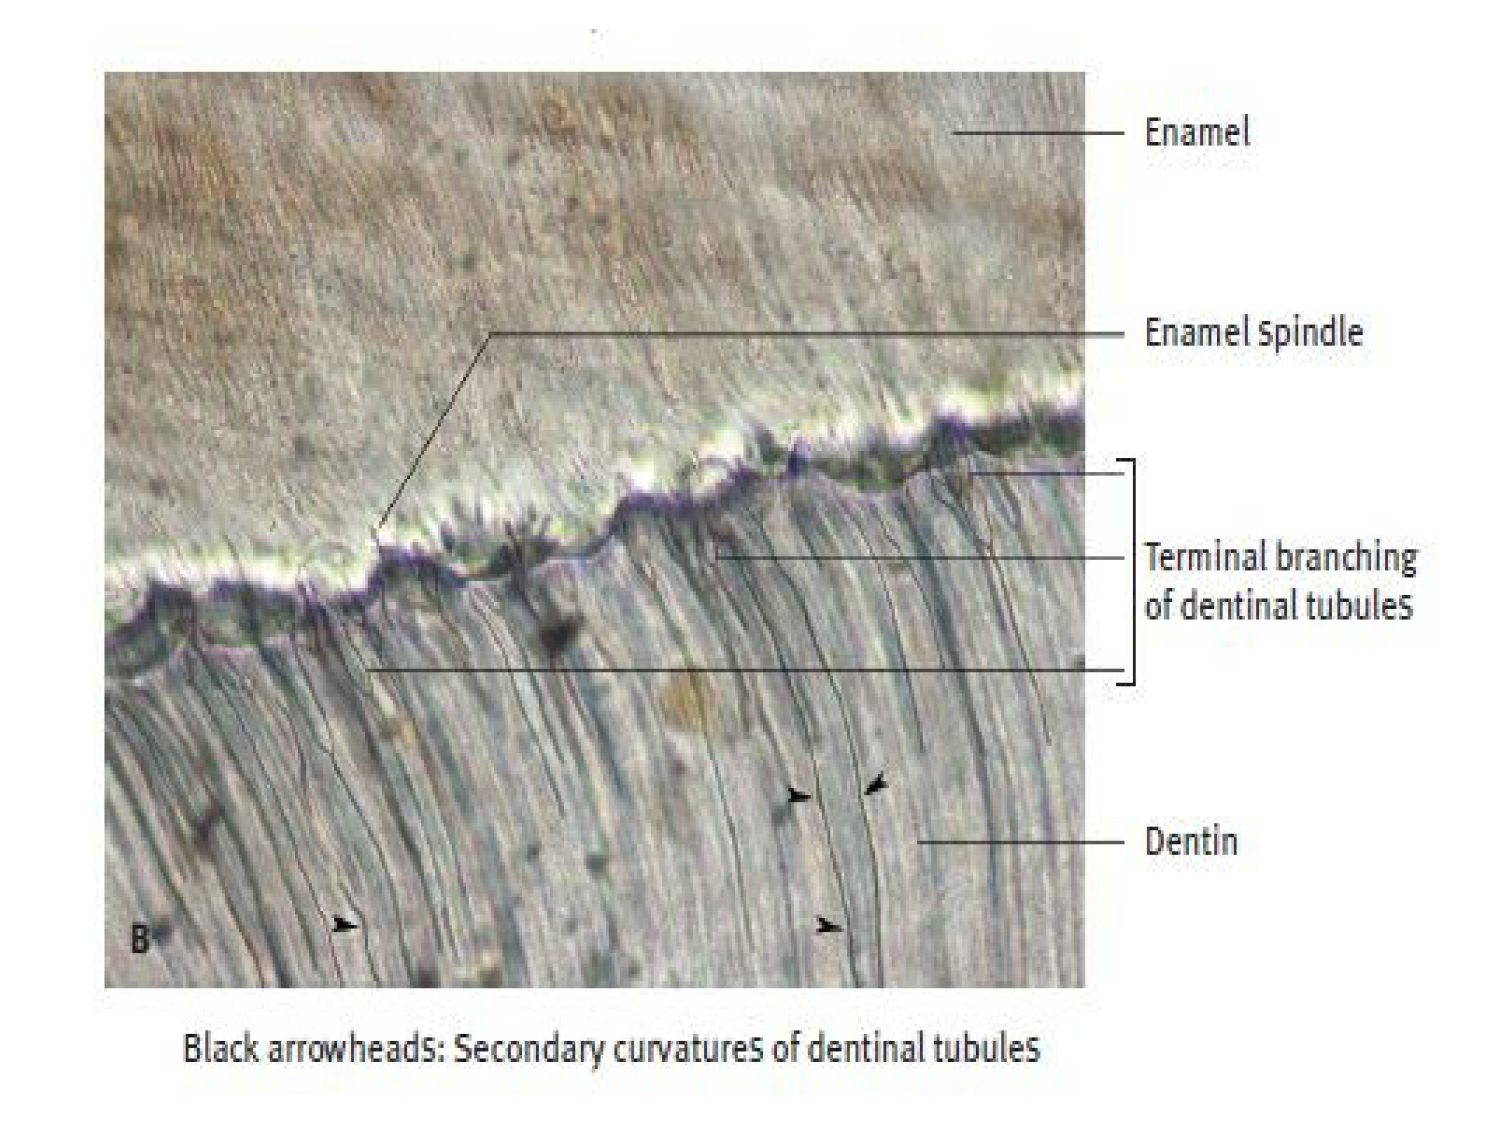 Enamel
Enamel spindle
Terminal branching
of dentinal tubules
Dentin
B
Black arrowheads: Secondary curvatures of dentinal tubules